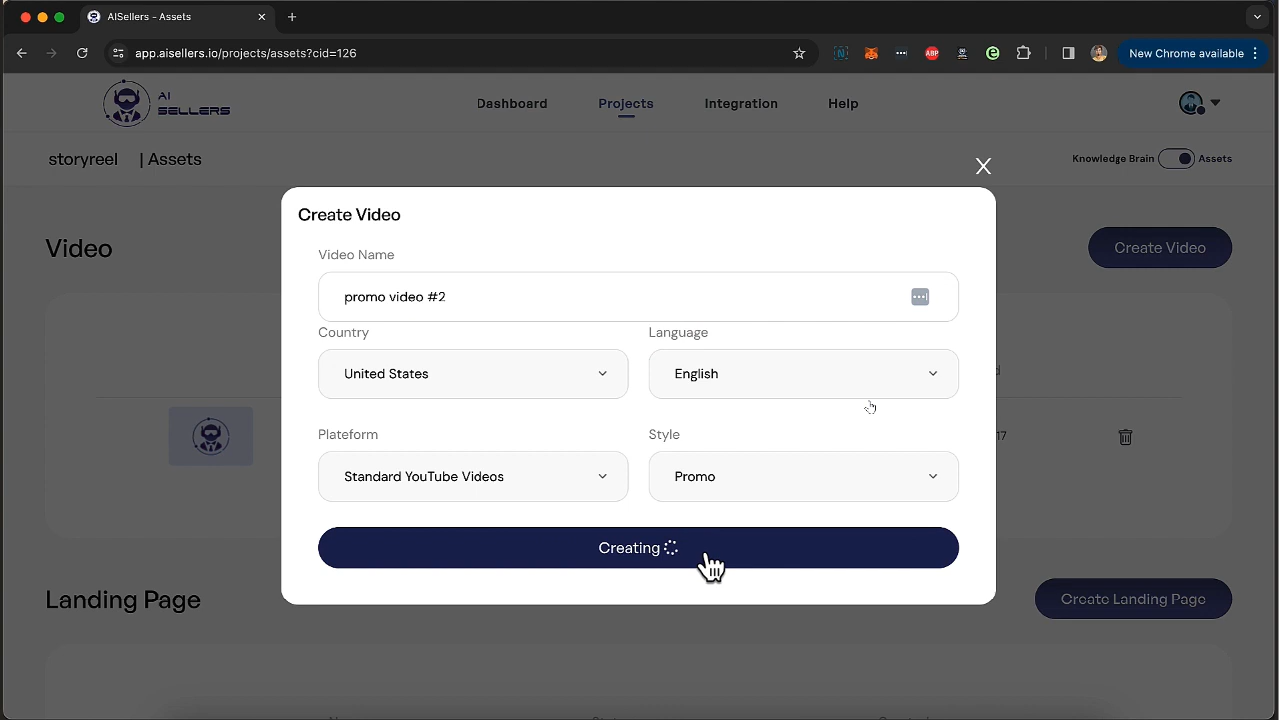 AISellers - Assets
app.aisellers.io/projects/assets?cid=126
ABP
New Chrome available
AI
SELLERS
Dashboard
Projects
Integration
Help
storyreel | Assets
Knowledge Brain
Assets
X
Create Video
Video
Create Video
Video Name
promo video #2
Country
Language
United States
English
Plateform
Style
17
Standard YouTube Videos
Promo
Creating
Landing Page
Create Landing Page